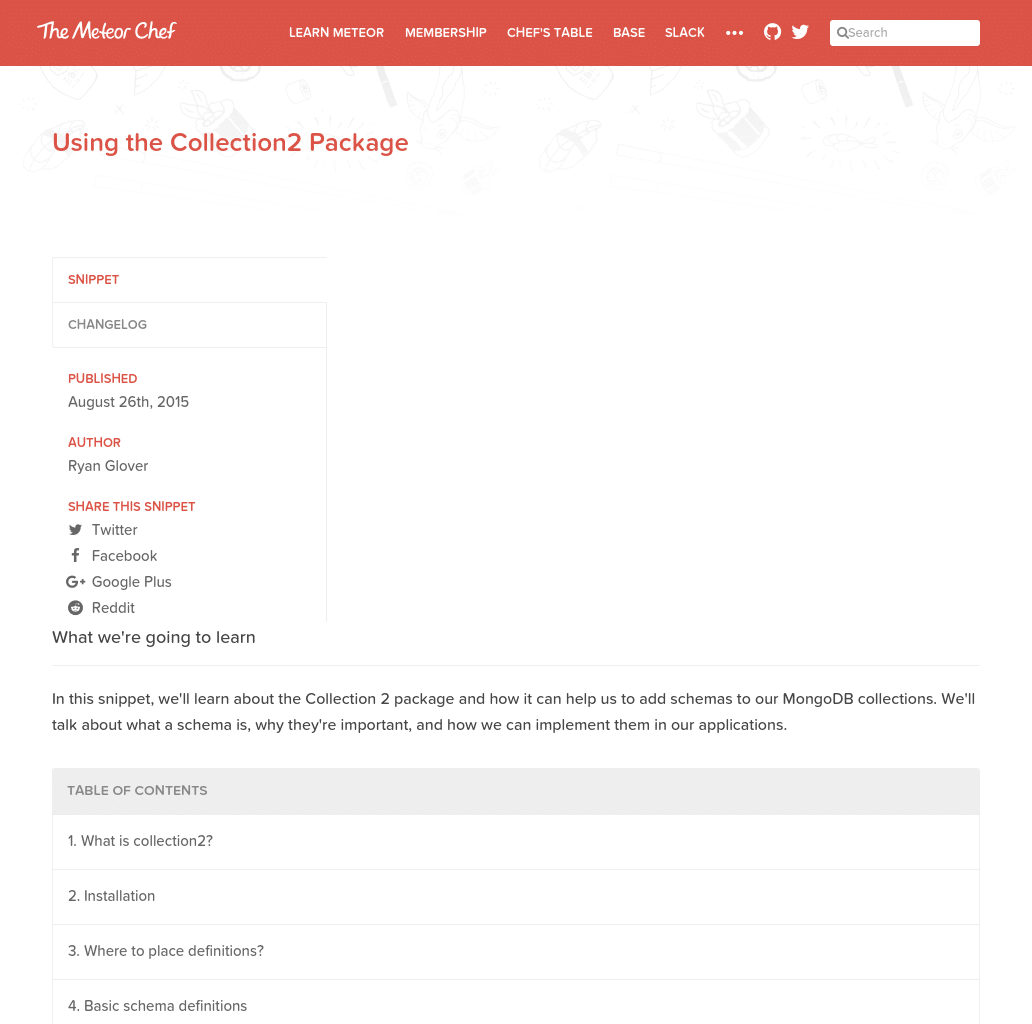 The Meteor Chef
LEARN METEOR MEMBERSHIP CHEF'S TABLE BASE SLACK Search
Using the Collection2 Package
SNIPPET
CHANGELOG
PUBLISHED
August 26th, 2015
AUTHOR
Ryan Glover
SHARE THIS SNIPPET
Twitter
Facebook
Google Plus
Reddit
What we're going to learn
In this snippet, we'll learn about the Collection 2 package and how it can help us to add schemas to our MongoDB collections. We'll
talk about what a schema is, why they're important, and how we can implement them in our applications.
TABLE OF CONTENTS
1. What is collection2?
2. Installation
3. Where to place definitions?
4. Basic schema definitions